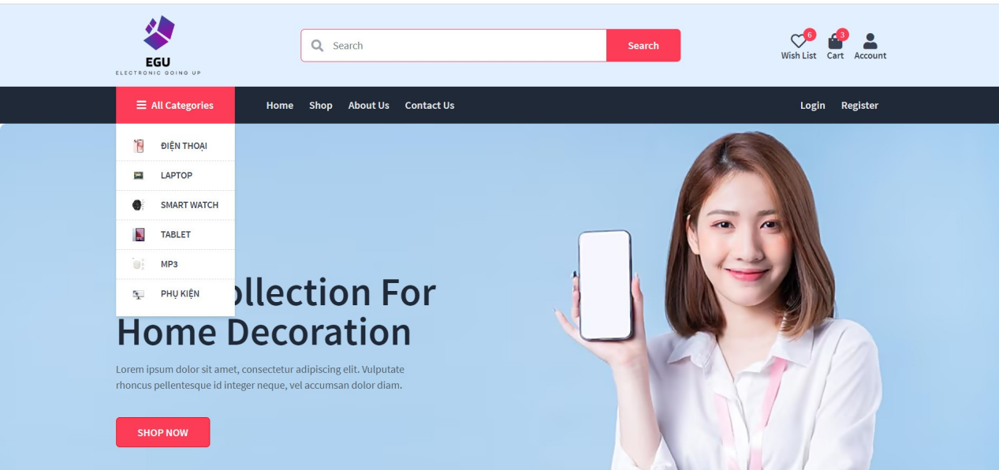 EGU
ELECTRONIC GOING UP
Search
Search
6
Wish List
3
Cart
Account
All Categories
Home
Shop
About Us
Contact Us
Login
Register
ĐIỆN THOẠI
LAPTOP
SMART WATCH
TABLET
MP3
PHỤ KIỆN
ollection For
Home Decoration
Lorem ipsum dolor sit amet, consectetur adipiscing elit. Vulputate
rhoncus pellentesque id integer neque, vel accumsan dolor diam.
SHOP NOW